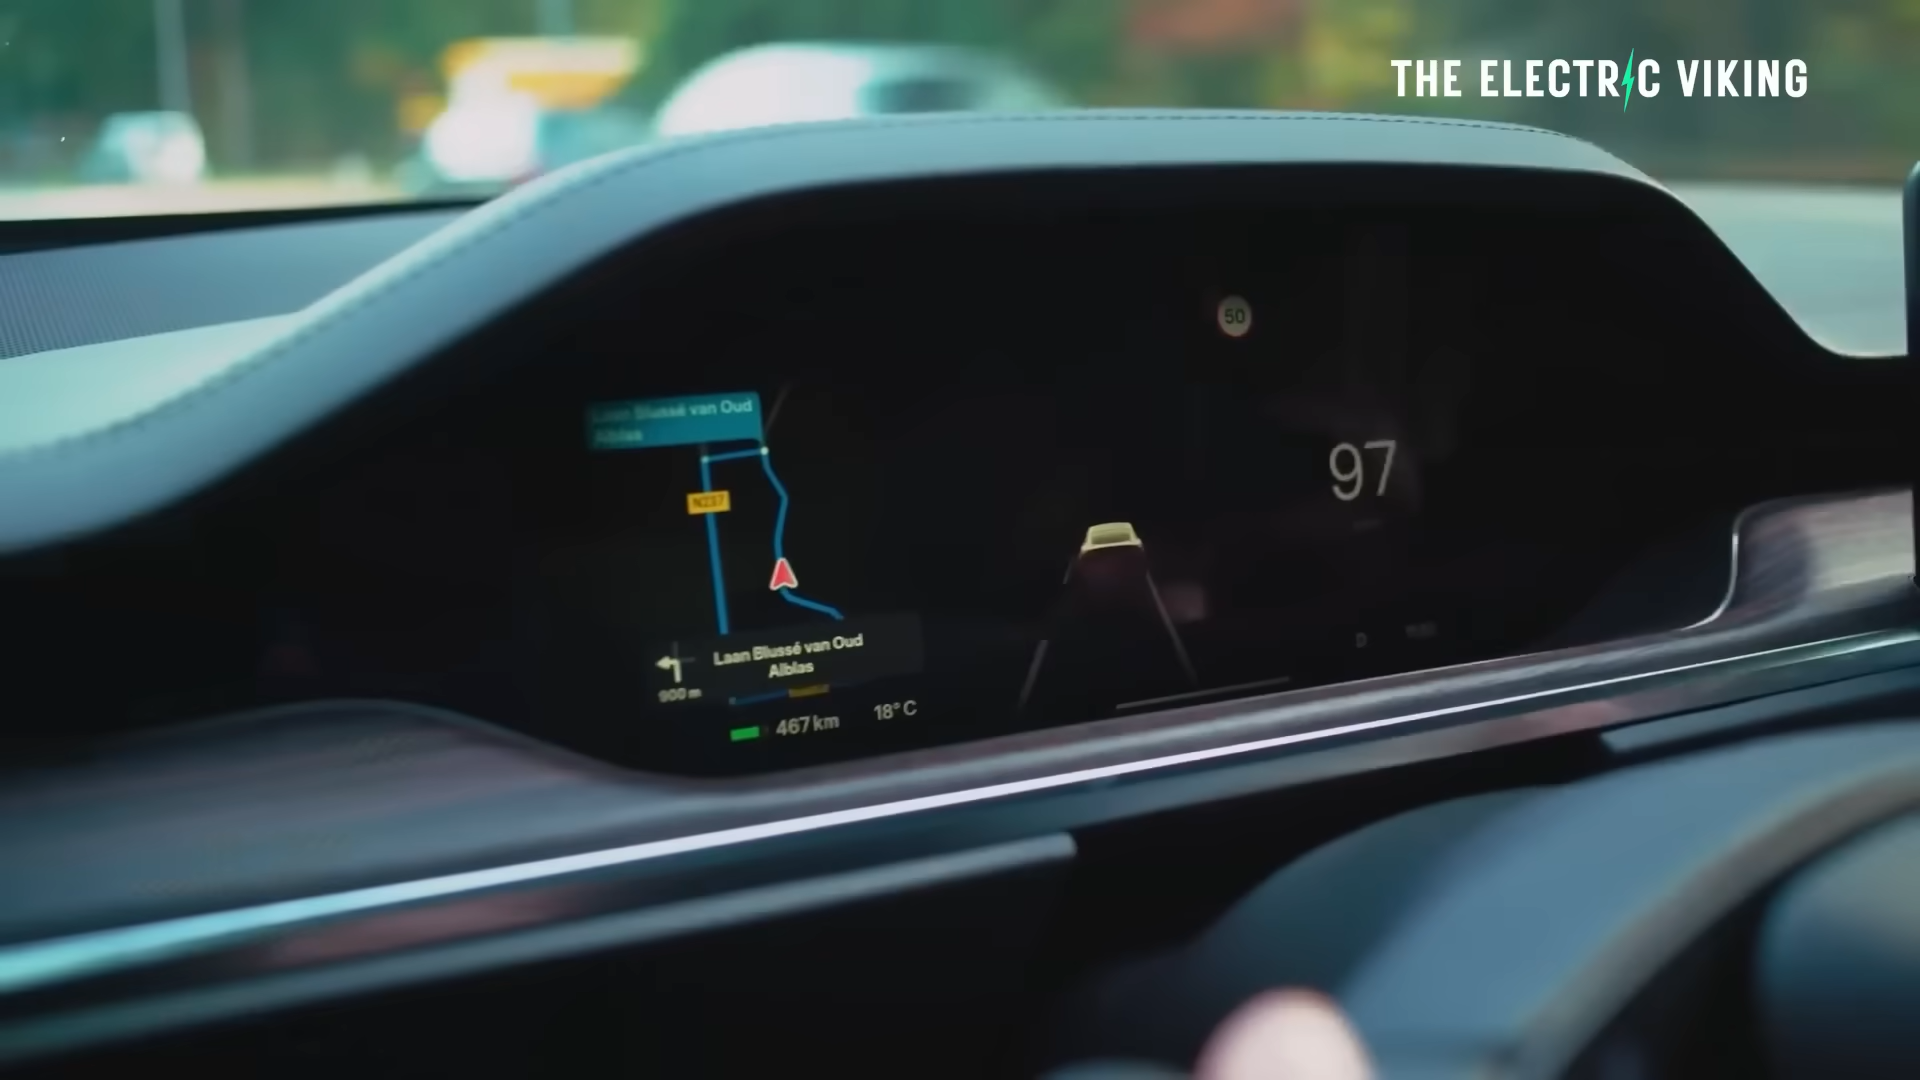 THE ELECTRIC VIKING
50
Laan Blussé van Oud
Alblas
97
Laan Blussé van Oud
Alblas
900 m
467 km
18°C
D